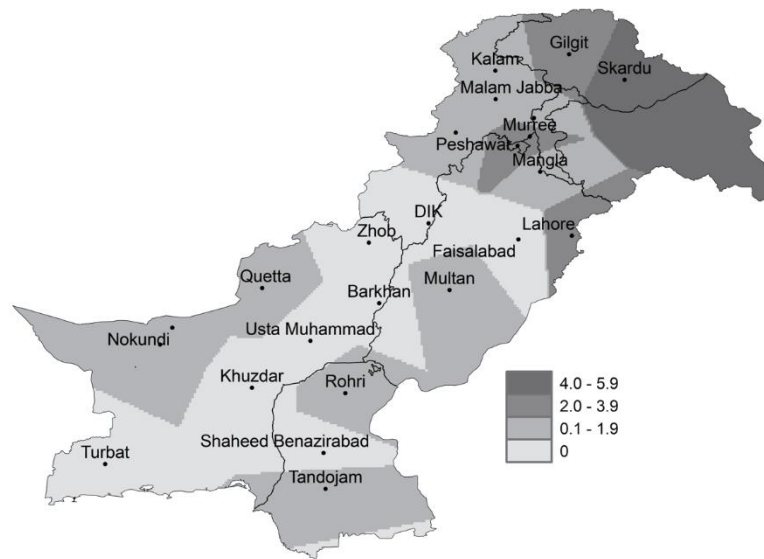 Gilgit
Kalam
Skardu
Malam Jabba
Murree
Peshawar
Mangla
DIK
Lahore
Zhob
Faisalabad
Quetta
Multan
Barkhan
Nokundi
Usta Muhammad
Khuzdar
Rohri
Shaheed Benazirabad
Turbat
Tandojam
4.0 - 5.9
2.0 - 3.9
0.1 - 1.9
0